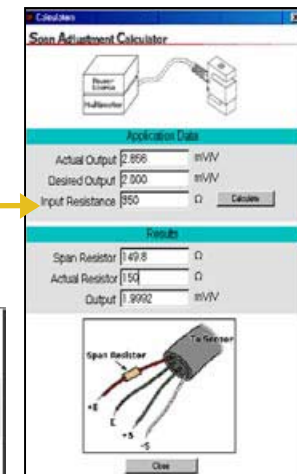 Calculators
Span Adjustment Calculator
Power
Source
Multimeter
Application Data
Actual Output 2.856 mV/V
Desired Output 2.000 mV/V
Input Resistance 350 Ω Calculate
Results
Span Resistor 149.8 Ω
Actual Resistor 150 Ω
Output 1.9992 mV/V
To Sensor
Span Resistor
+E
E
+S
-S
Close